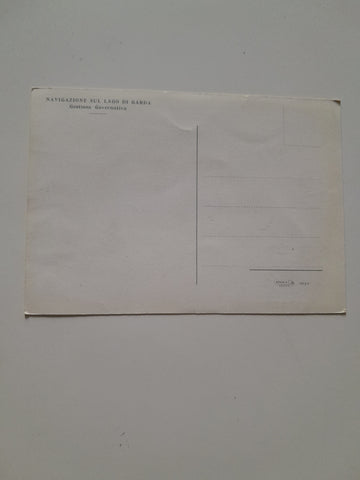 NAVIGAZIONE SUL LAGO DI GARDA
Gestione Governativa